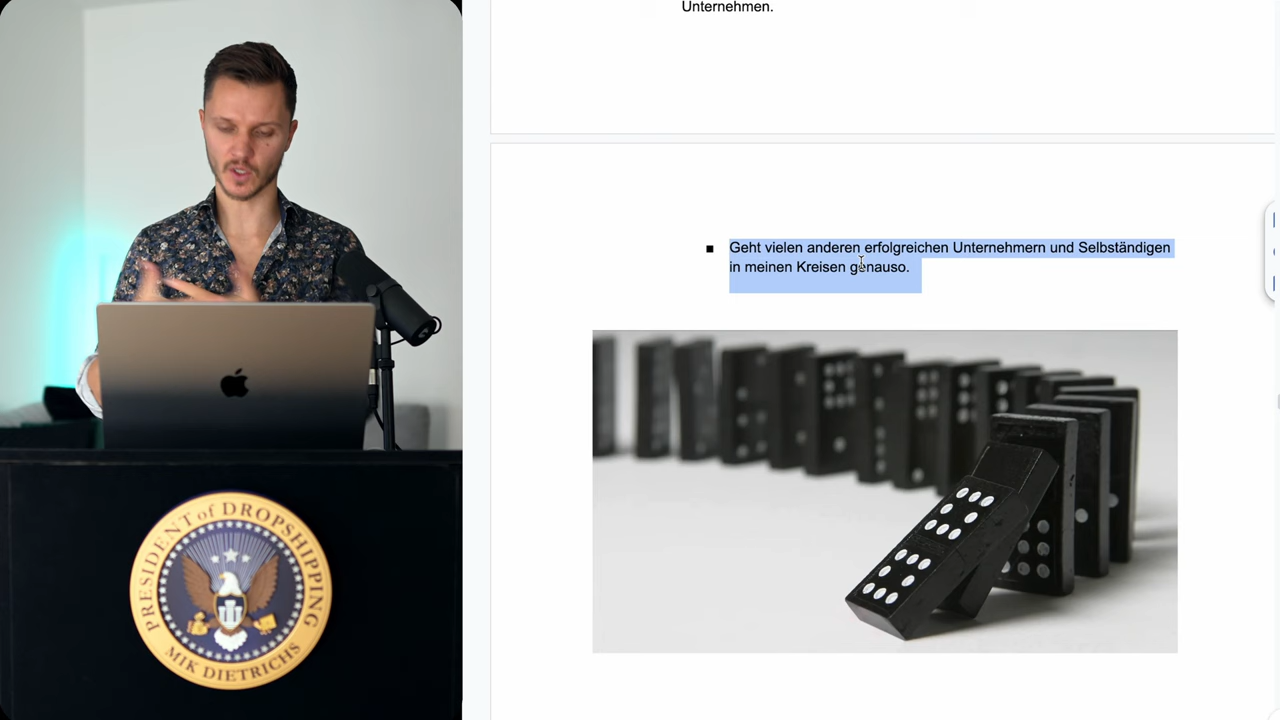 Unternehmen.
■ Geht vielen anderen erfolgreichen Unternehmern und Selbständigen
in meinen Kreisen genauso.
PRESIDENT of DROPSHIPPING
MIK DIETRICHS